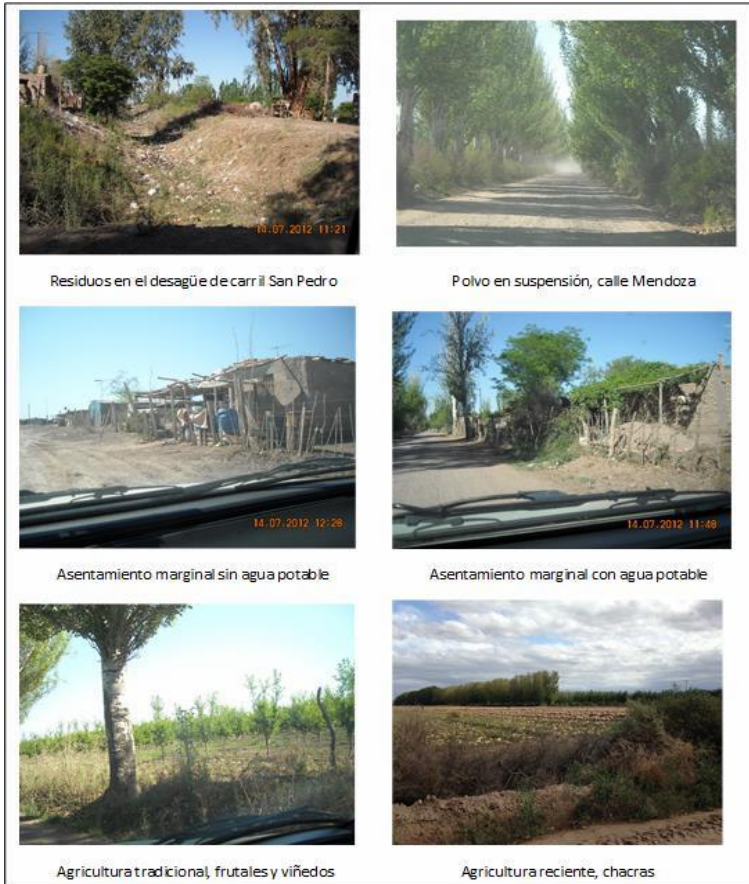 14.07.2012 11:21
Residuos en el desagüe de carril San Pedro
Polvo en suspensión, calle Mendoza
14.07.2012 12:28
14.07.2012 11:48
Asentamiento marginal sin agua potable
Asentamiento marginal con agua potable
Agricultura tradicional, frutales y viñedos
Agricultura reciente, chacras